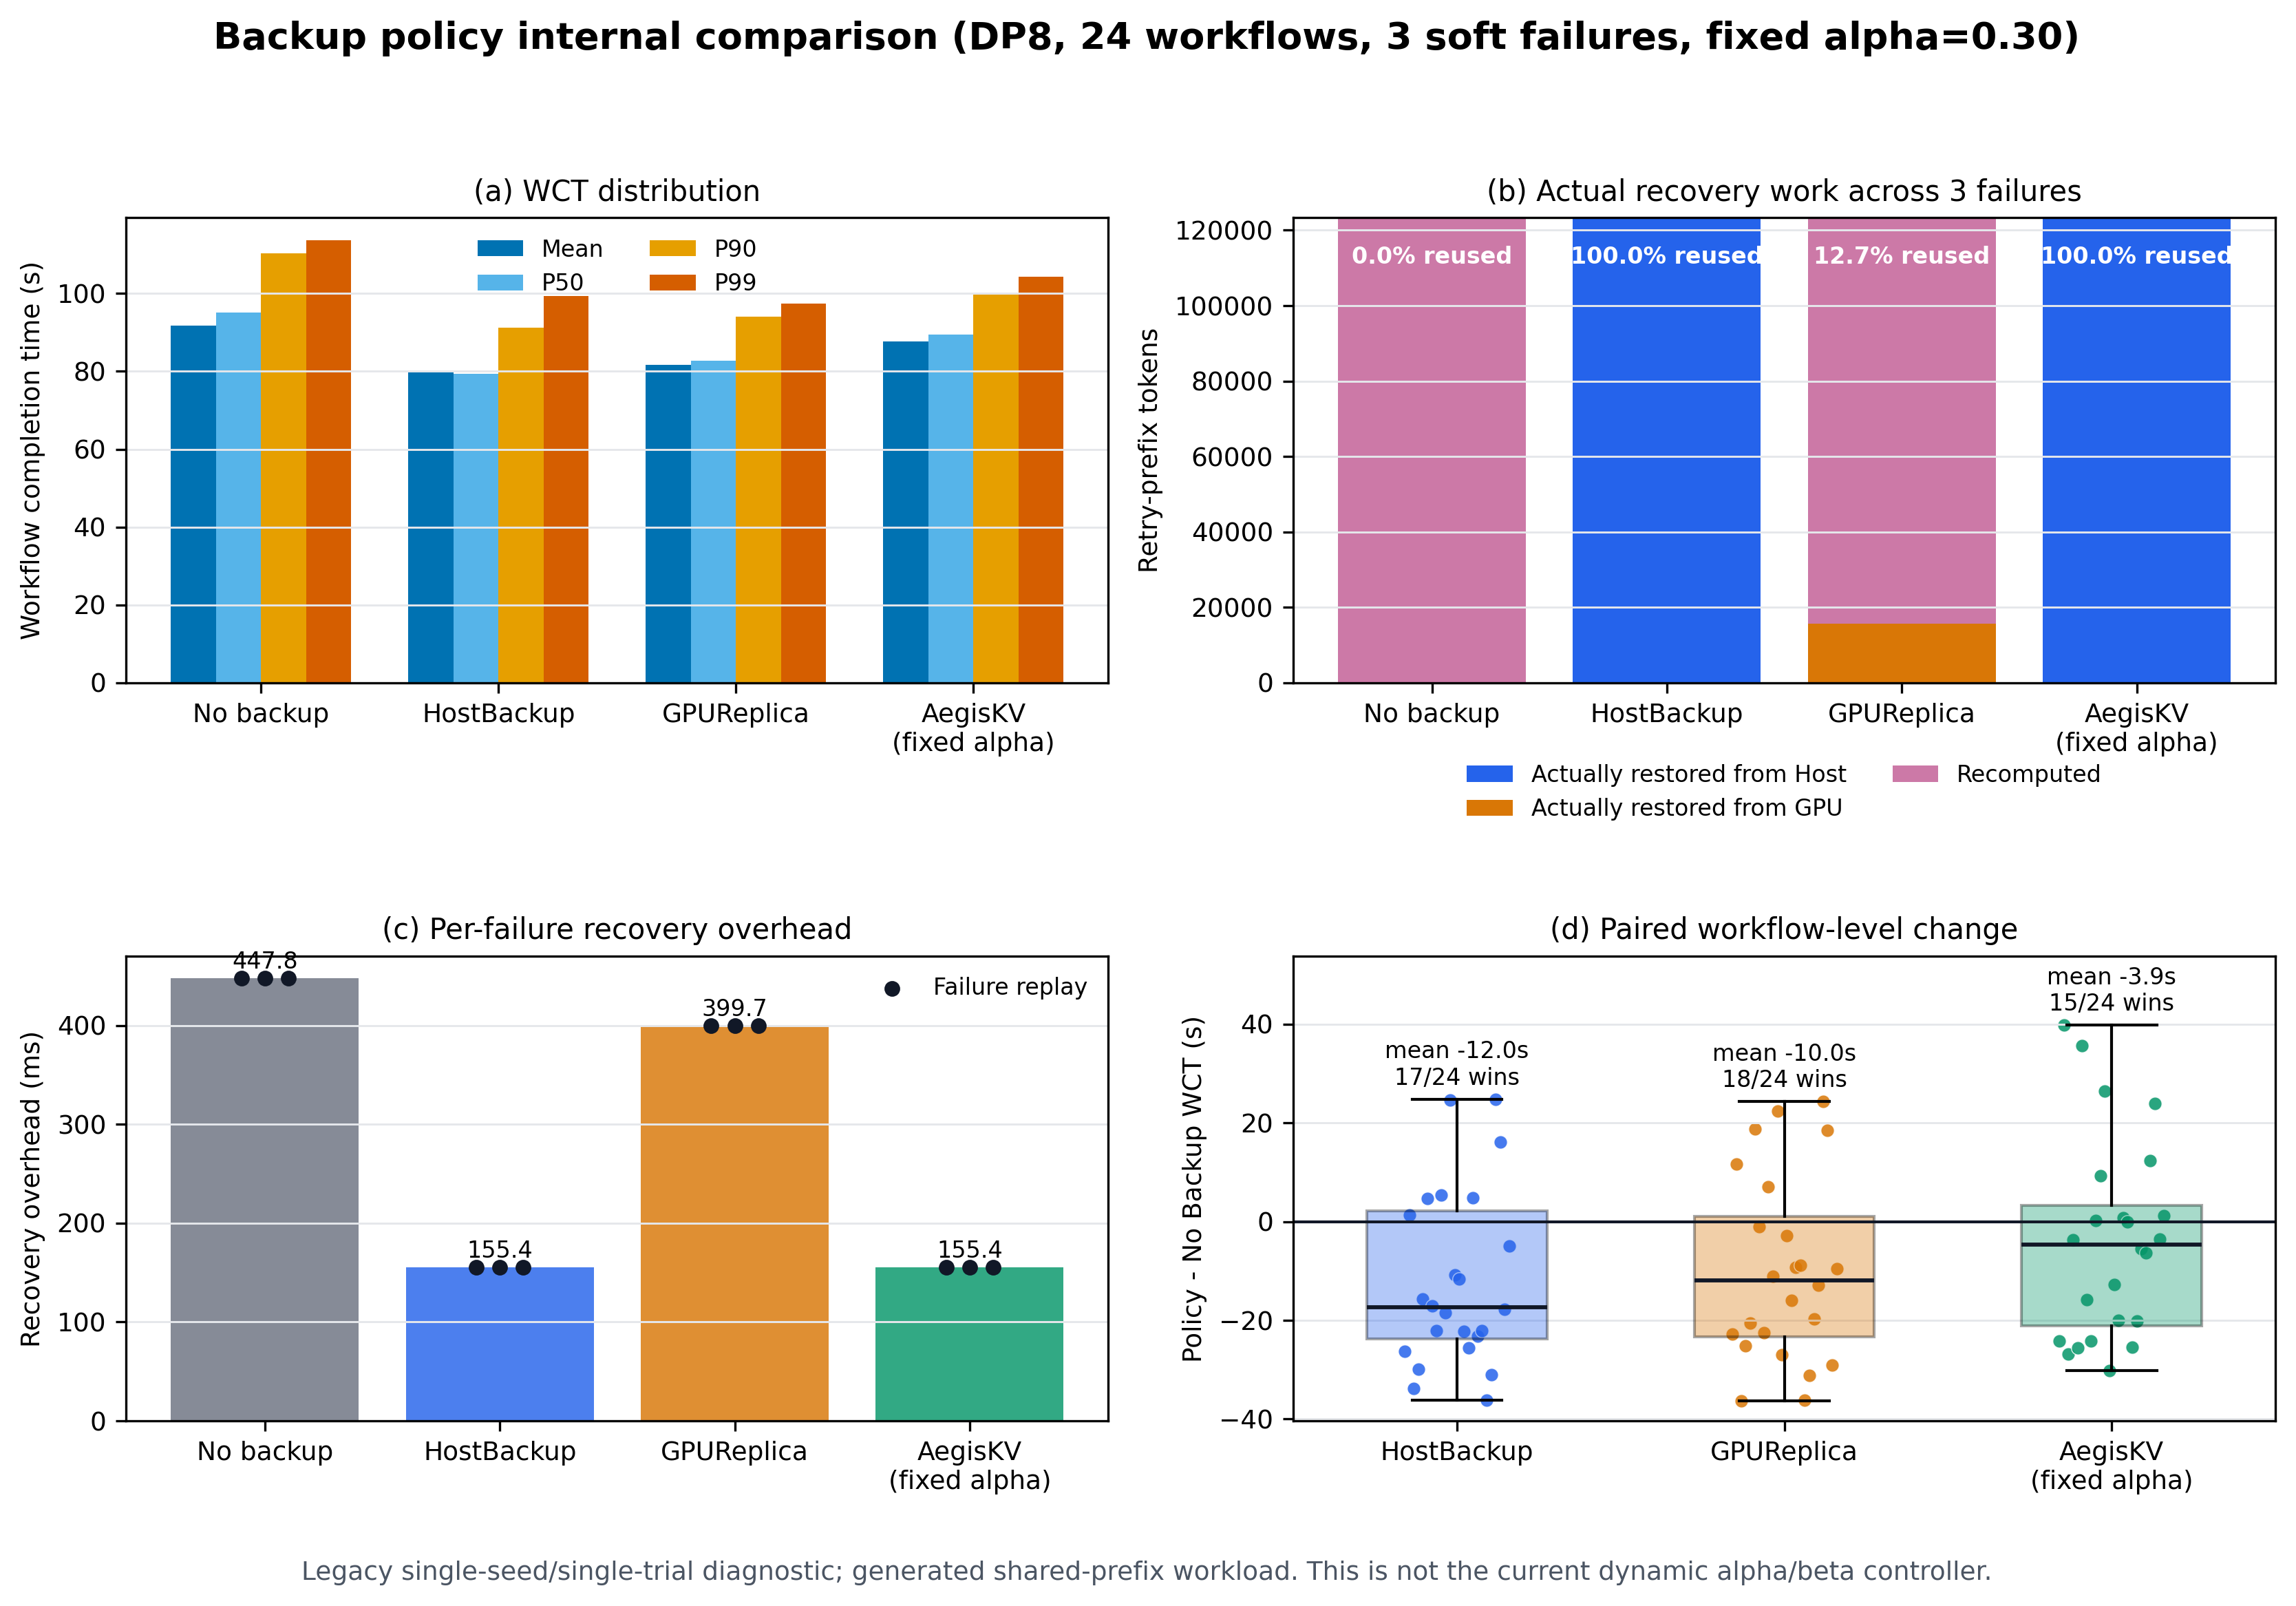 Backup policy internal comparison (DP8, 24 workflows, 3 soft failures, fixed alpha=0.30)
(a) WCT distribution
Workflow completion time (s)
100
80
60
40
20
0
Mean
P50
P90
P99
No backup
HostBackup
GPUReplica
AegisKV
(fixed alpha)
(b) Actual recovery work across 3 failures
Retry-prefix tokens
120000
100000
80000
60000
40000
20000
0
0.0% reused
100.0% reused
12.7% reused
100.0% reused
No backup
HostBackup
GPUReplica
AegisKV
(fixed alpha)
Actually restored from Host
Actually restored from GPU
Recomputed
(c) Per-failure recovery overhead
Recovery overhead (ms)
400
300
200
100
0
447.8
155.4
399.7
155.4
Failure replay
No backup
HostBackup
GPUReplica
AegisKV
(fixed alpha)
(d) Paired workflow-level change
Policy - No Backup WCT (s)
40
20
0
−20
−40
mean -12.0s
17/24 wins
mean -10.0s
18/24 wins
mean -3.9s
15/24 wins
HostBackup
GPUReplica
AegisKV
(fixed alpha)
Legacy single-seed/single-trial diagnostic; generated shared-prefix workload. This is not the current dynamic alpha/beta controller.